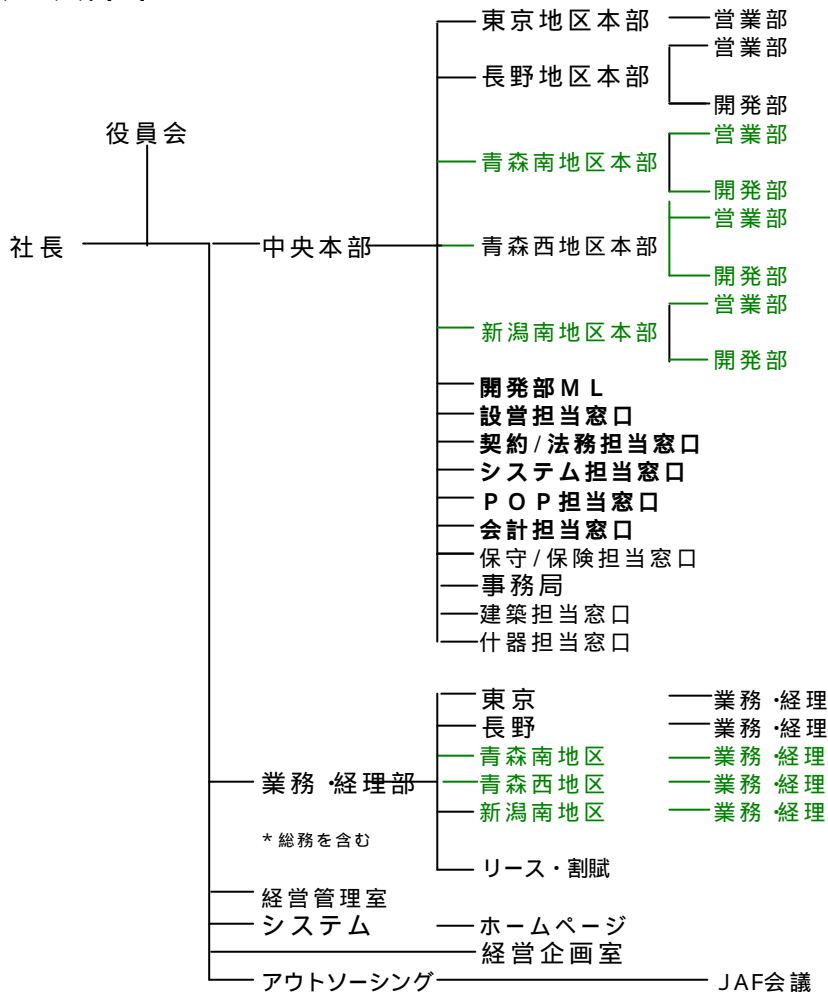 東京地区本部 営業部
営業部
長野地区本部
開発部
役員会
営業部
青森南地区本部
開発部
営業部
社長 中央本部 青森西地区本部
開発部
営業部
新潟南地区本部
開発部
開発部ML
設営担当窓口
契約/法務担当窓口
システム担当窓口
POP担当窓口
会計担当窓口
保守/保険担当窓口
事務局
建築担当窓口
什器担当窓口
東京 業務・経理
長野 業務・経理
青森南地区 業務・経理
業務・経理部 青森西地区 業務・経理
新潟南地区 業務・経理
*総務を含む
リース・割賦
経営管理室
システム ホームページ
経営企画室
アウトソーシング JAF会議